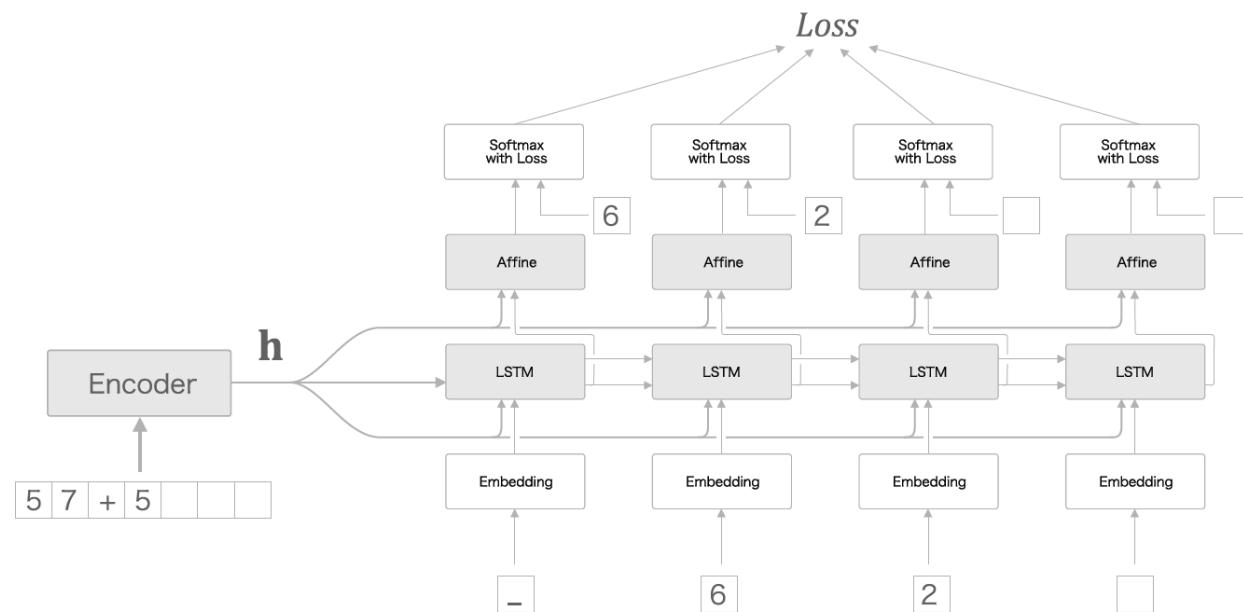 Loss
Softmax with Loss
Softmax with Loss
Softmax with Loss
Softmax with Loss
6
2
Affine
Affine
Affine
Affine
h
Encoder
LSTM
LSTM
LSTM
LSTM
5 7 + 5
Embedding
Embedding
Embedding
Embedding
_
6
2